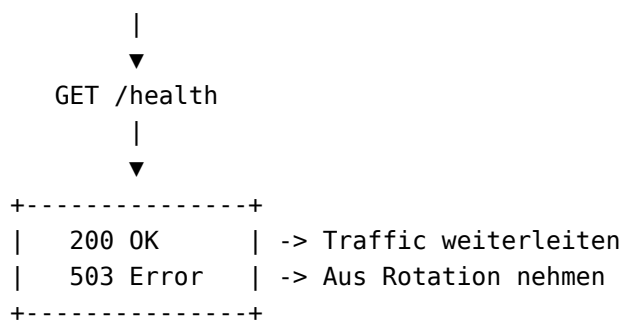 |
▼
GET /health
|
▼
+---------------+
|   200 OK      | -> Traffic weiterleiten
|   503 Error   | -> Aus Rotation nehmen
+---------------+